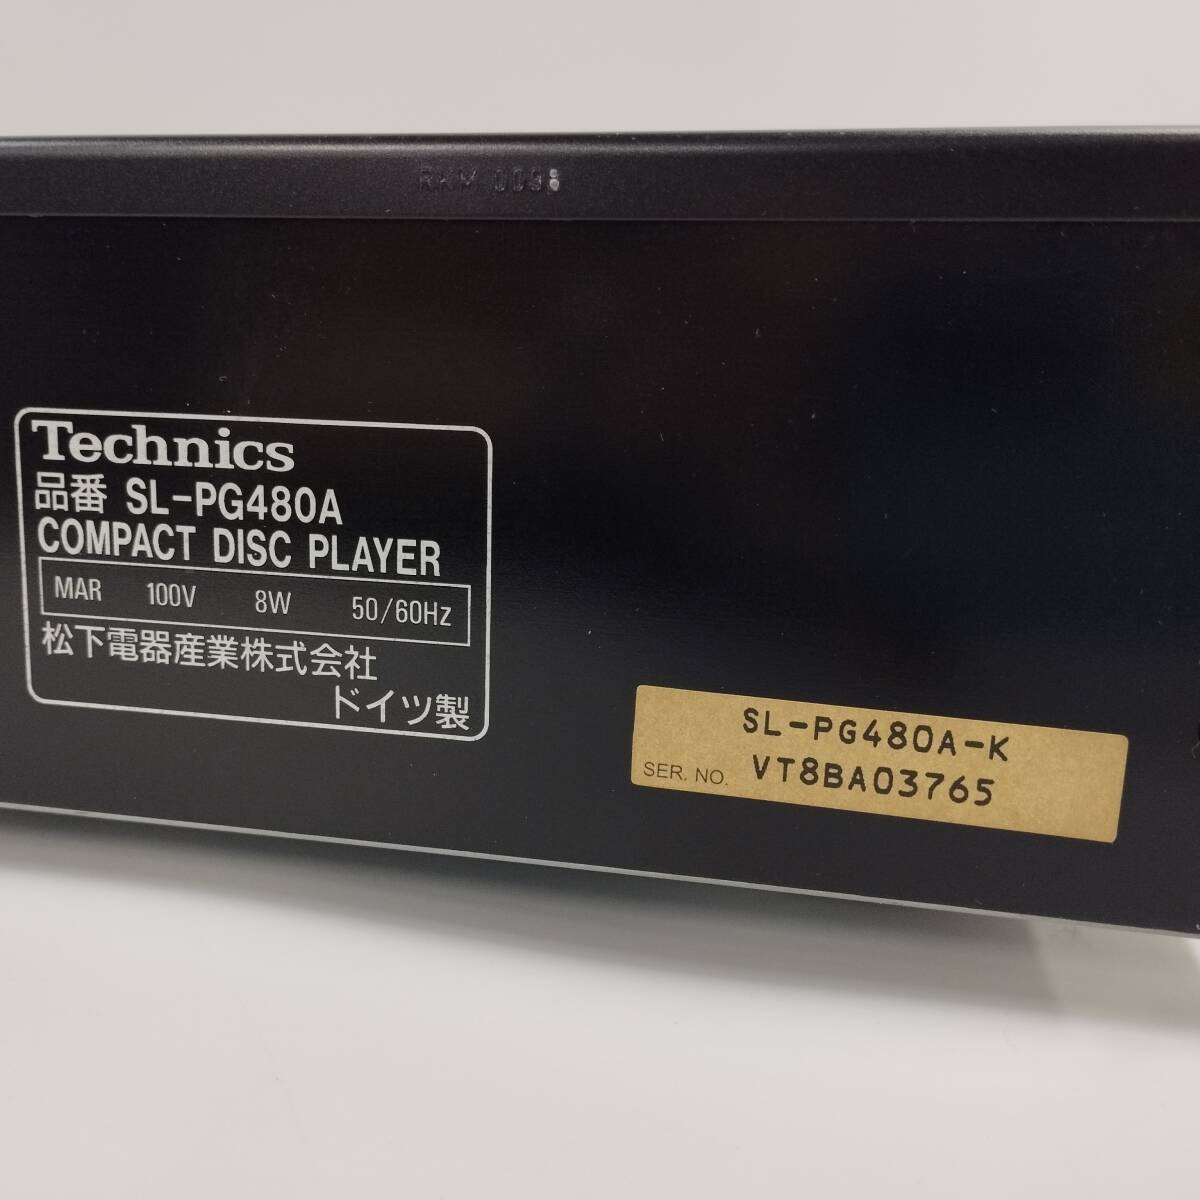 Technics
品番 SL-PG480A
COMPACT DISC PLAYER
MAR 100V 8W 50/60Hz
松下電器産業株式会社
ドイツ製
SL-PG480A-K
SER. NO. VT8BA03765
RKM